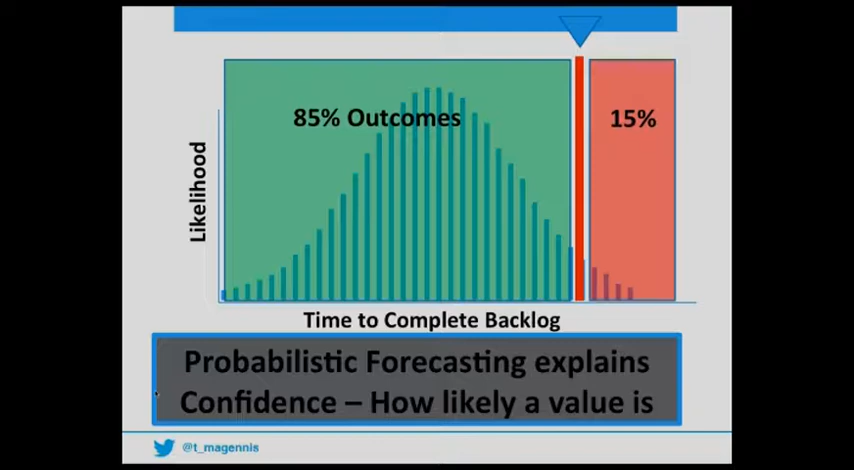 85% Outcomes
15%
Likelihood
Time to Complete Backlog
Probabilistic Forecasting explains
Confidence – How likely a value is
@t_magennis